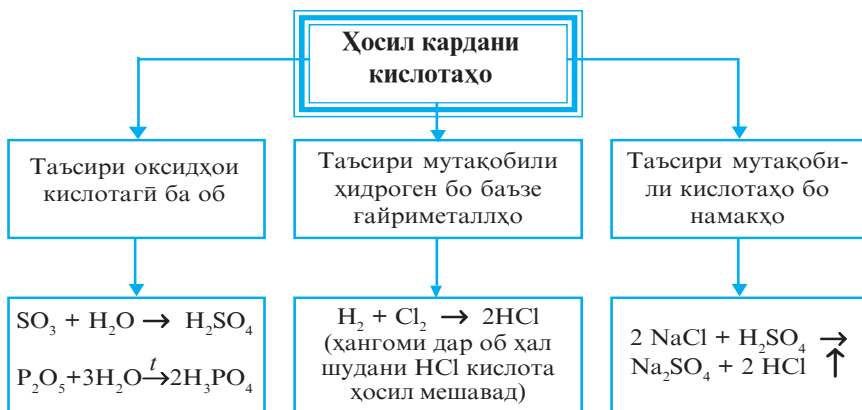 Ҳосил кардани
кислотаҳо
Таъсири оксидҳои
кислотагӣ ба об
Таъсири мутақобили
ҳидроген бо баъзе
ғайриметаллҳо
Таъсири мутақоби-
ли кислотаҳо бо
намакҳо
SO₃ + H₂O → H₂SO₄
P₂O₅+3H₂O →ᵗ 2H₃PO₄
H₂ + Cl₂ → 2HCl
(ҳангоми дар об ҳал
шудани HCl кислота
ҳосил мешавад)
2 NaCl + H₂SO₄ →
Na₂SO₄ + 2 HCl ↑